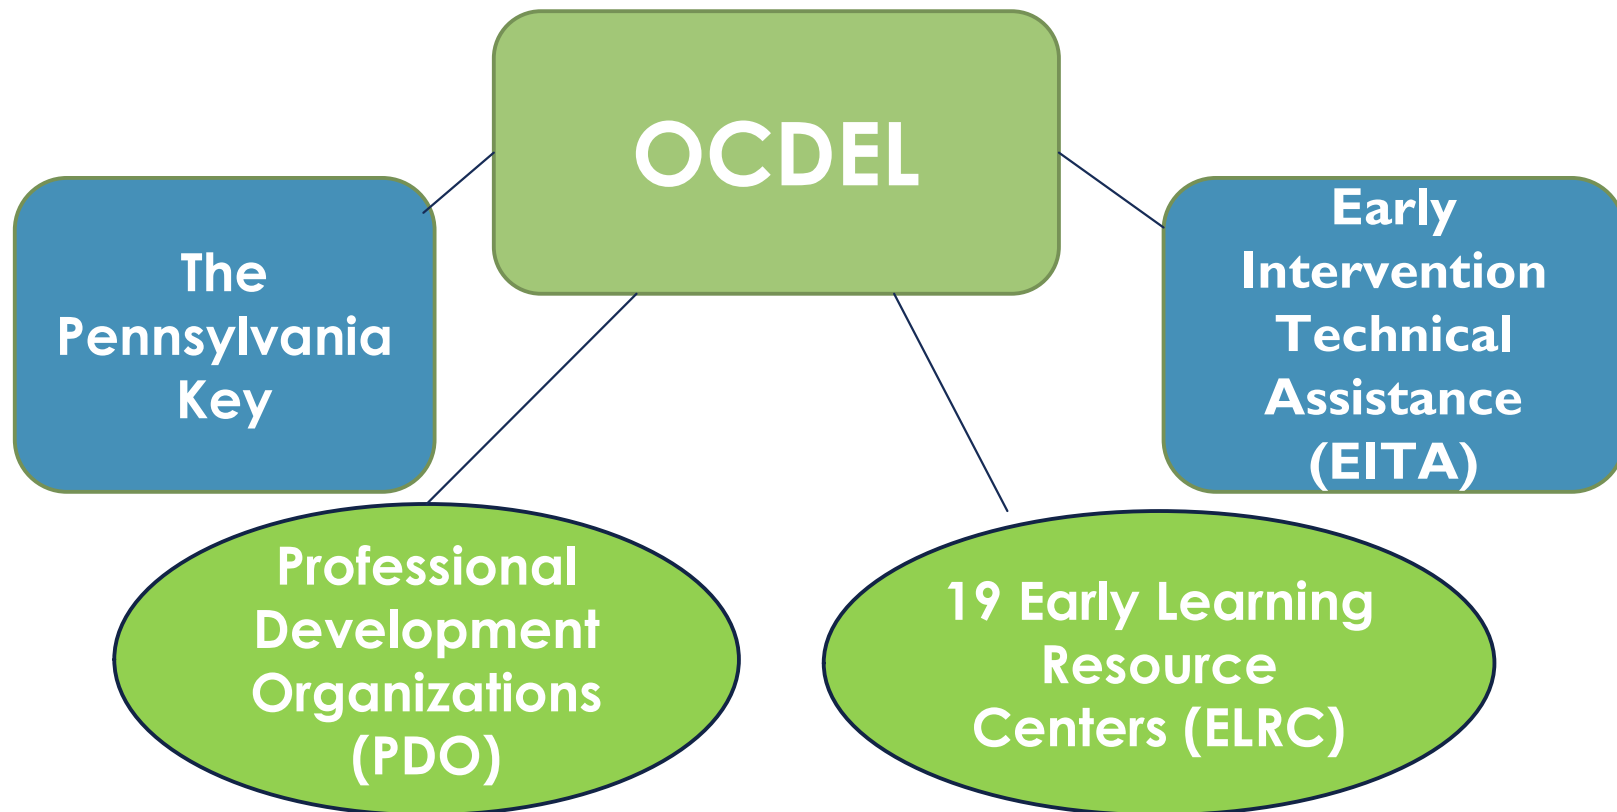 OCDEL
The
Pennsylvania
Key
Early
Intervention
Technical
Assistance
(EITA)
Professional
Development
Organizations
(PDO)
19 Early Learning
Resource
Centers (ELRC)